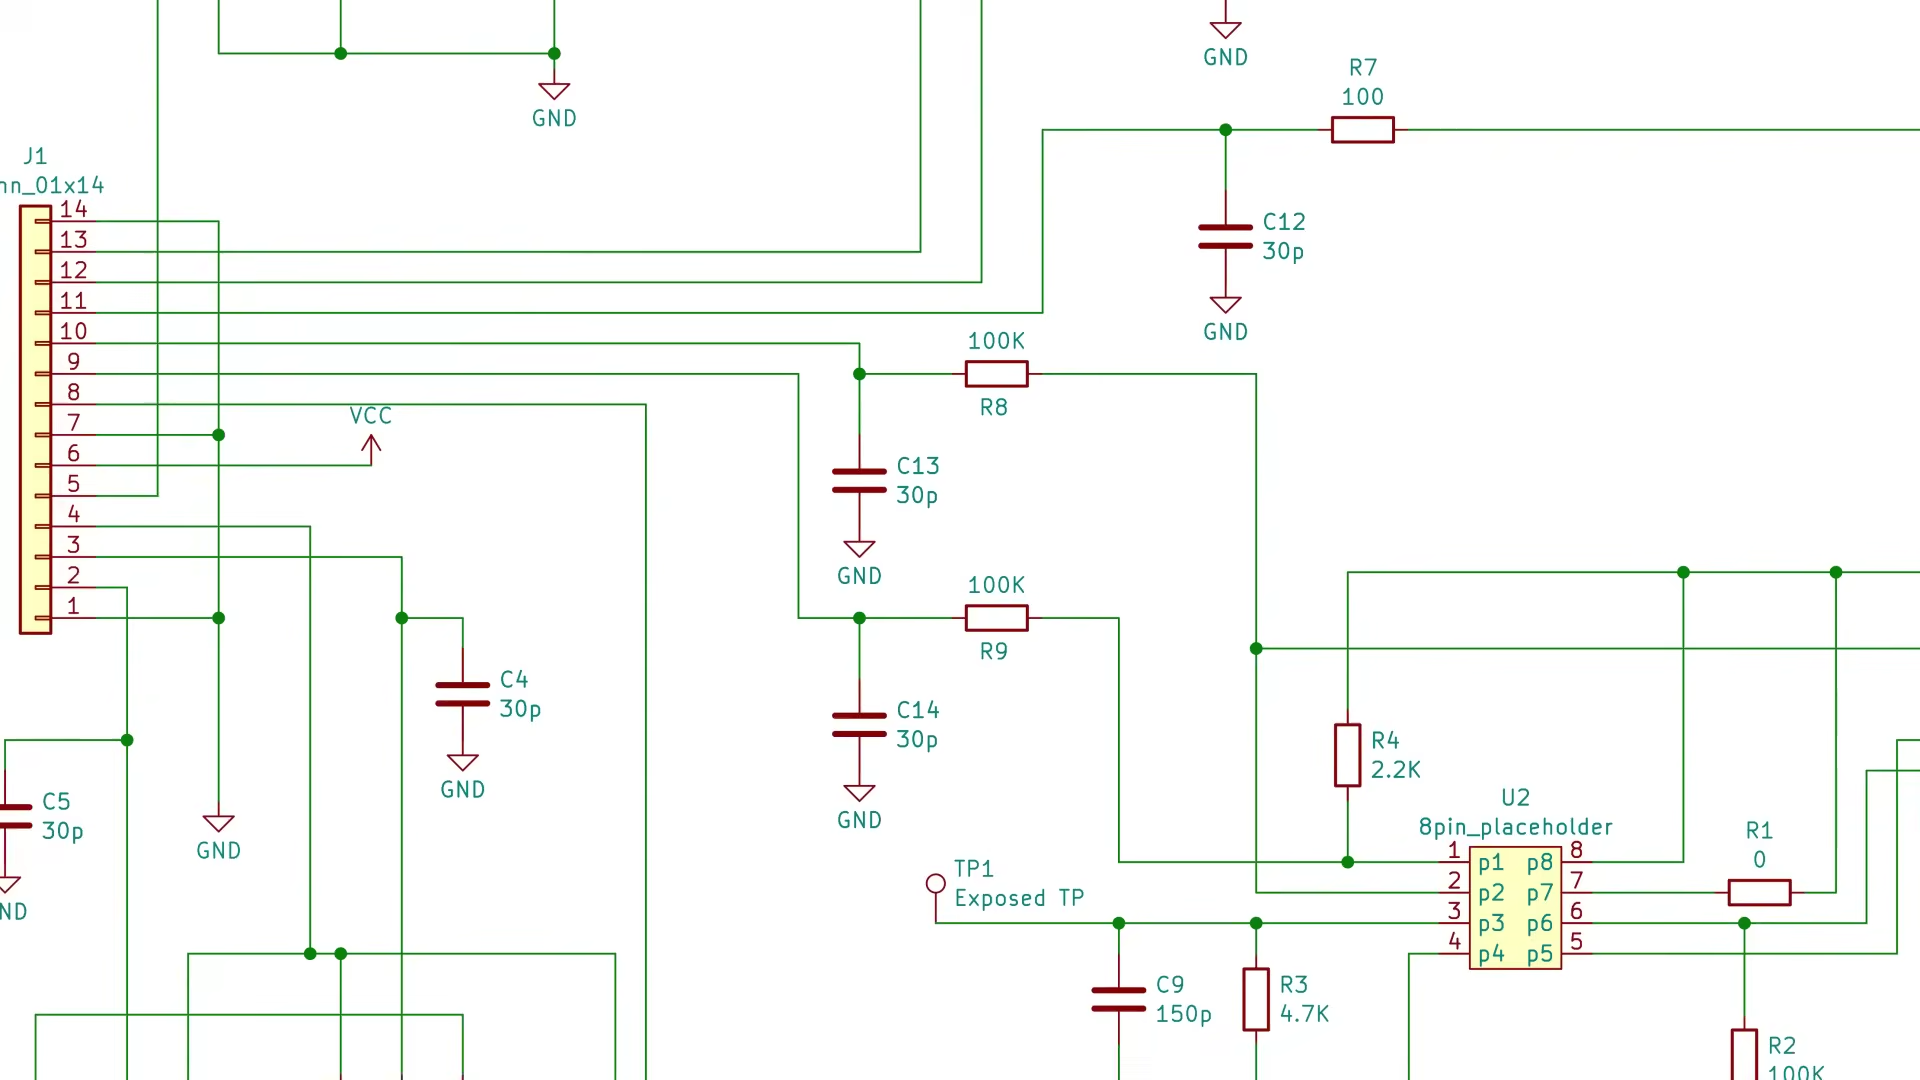 GND
GND
R7
100
J1
nn_01x14
14
13
12
11
10
9
8
7
6
5
4
3
2
1
VCC
C12
30p
GND
100K
R8
C13
30p
GND
100K
R9
C4
30p
GND
C14
30p
GND
C5
30p
GND
ND
R4
2.2K
U2
8pin_placeholder
1
2
3
4
p1
p2
p3
p4
p8
p7
p6
p5
8
7
6
5
R1
0
TP1
Exposed TP
C9
150p
R3
4.7K
R2
100K